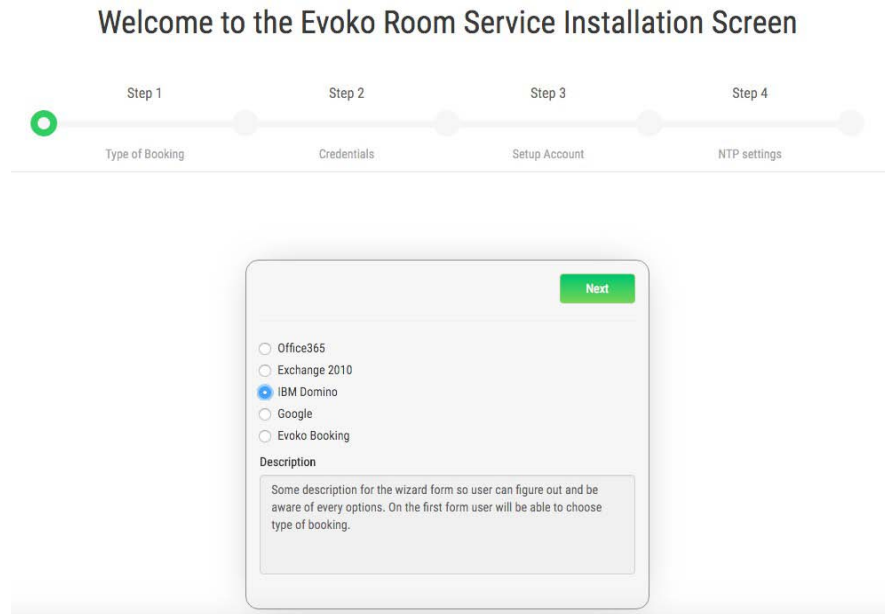 Welcome to the Evoko Room Service Installation Screen
Step 1
Step 2
Step 3
Step 4
Type of Booking
Credentials
Setup Account
NTP settings
Next
Office365
Exchange 2010
IBM Domino
Google
Evoko Booking
Description
Some description for the wizard form so user can figure out and be
aware of every options. On the first form user will be able to choose
type of booking.